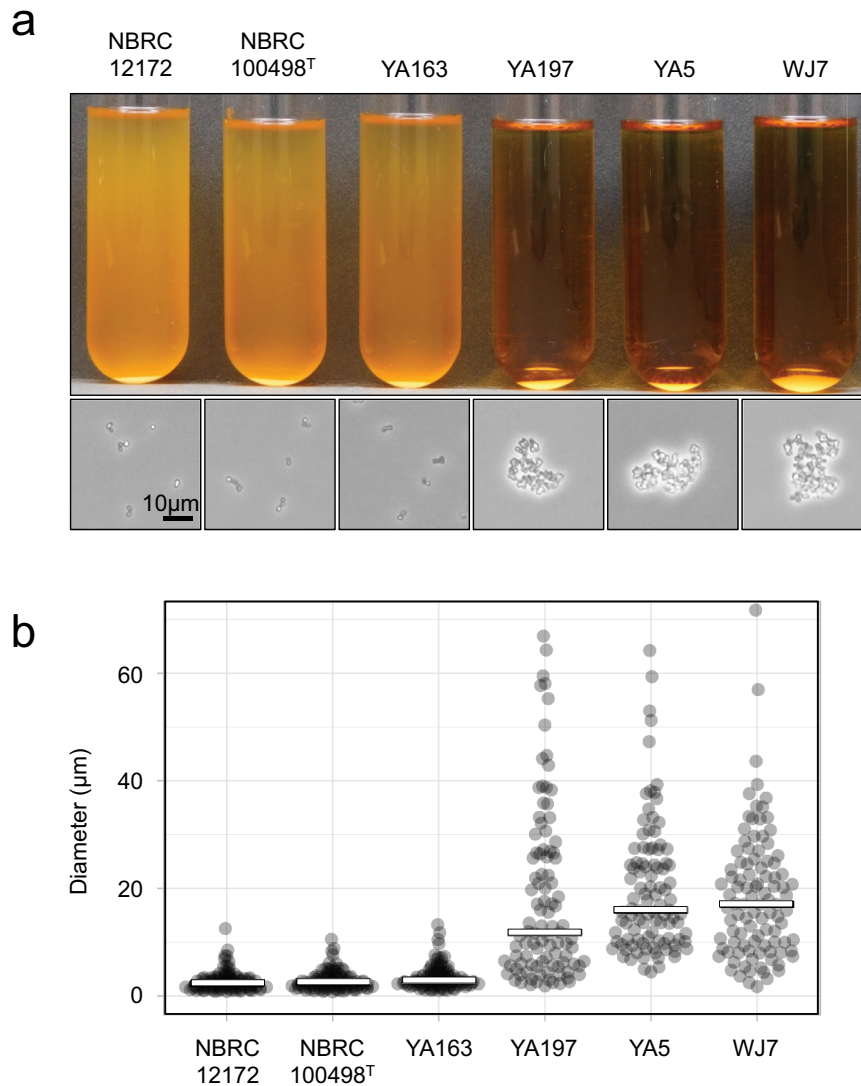 a
NBRC
12172
NBRC
100498ᵀ
YA163
YA197
YA5
WJ7
10μm
b
Diameter (μm)
60
40
20
0
NBRC
12172
NBRC
100498ᵀ
YA163
YA197
YA5
WJ7